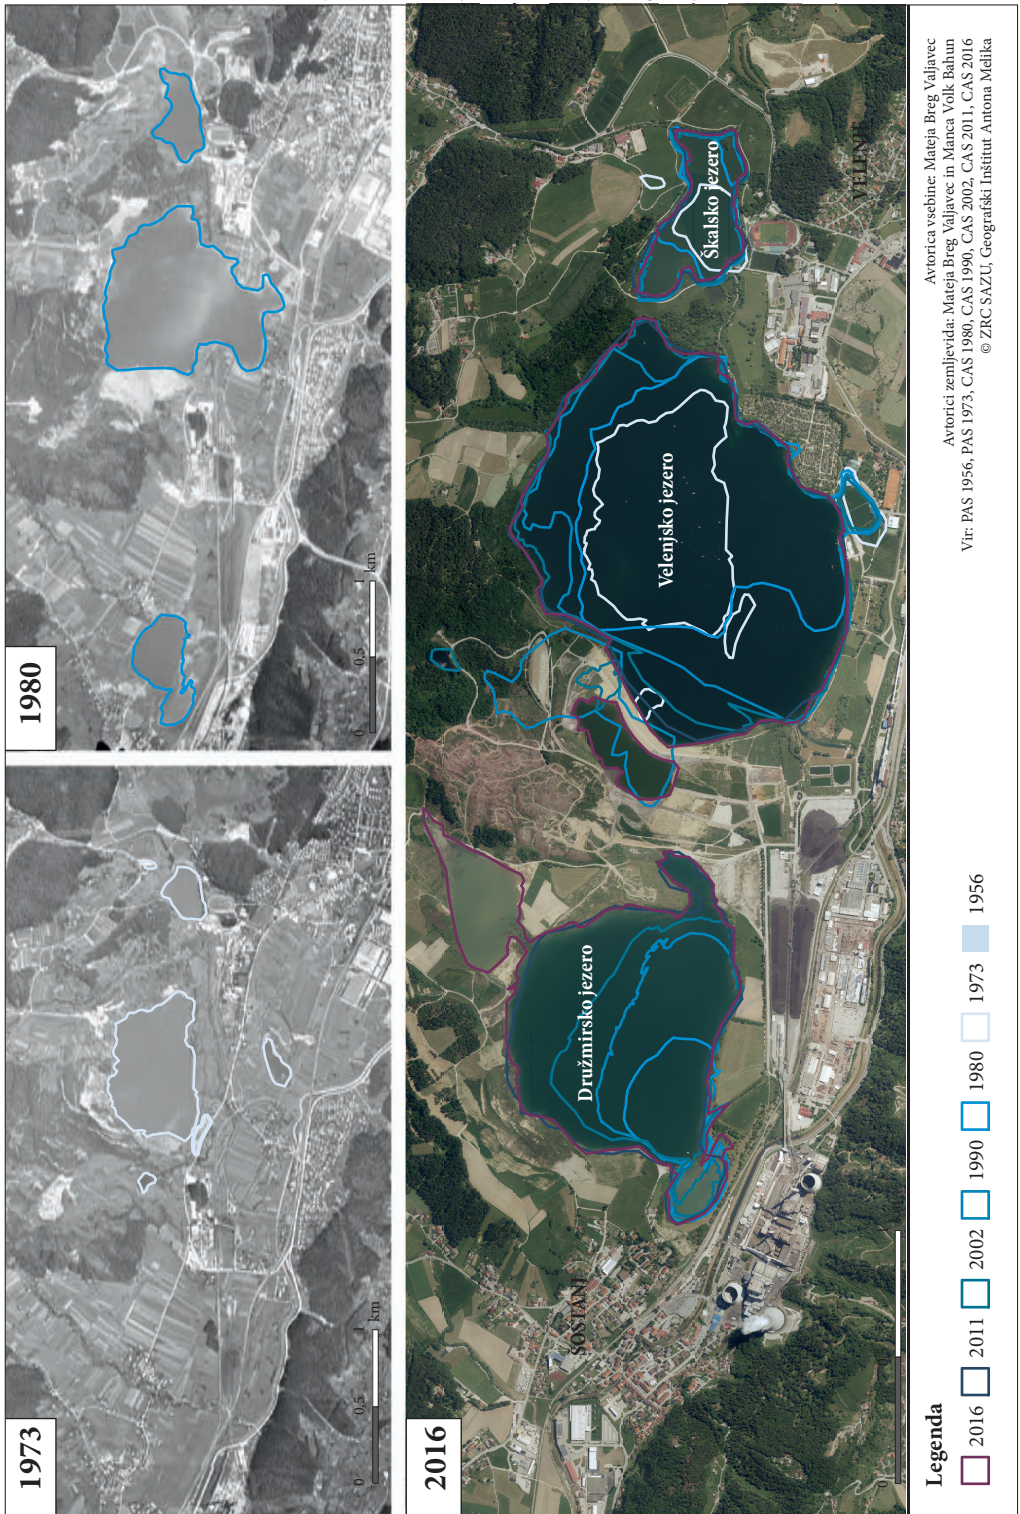 1973
0 0,5 1 km
1980
0 0,5 1 km
2016
Družmirsko jezero
Velenjsko jezero
Škalsko jezero
ŠOŠTANJ
VELENJE
0
Legenda
2016 2011 2002 1990 1980 1973 1956
Avtorica vsebine: Mateja Breg Valjavec
Avtorici zemljevida: Mateja Breg Valjavec in Manca Volk Bahun
Vir: PAS 1956, PAS 1973, CAS 1980, CAS 1990, CAS 2002, CAS 2011, CAS 2016
© ZRC SAZU, Geografski Inštitut Antona Melika